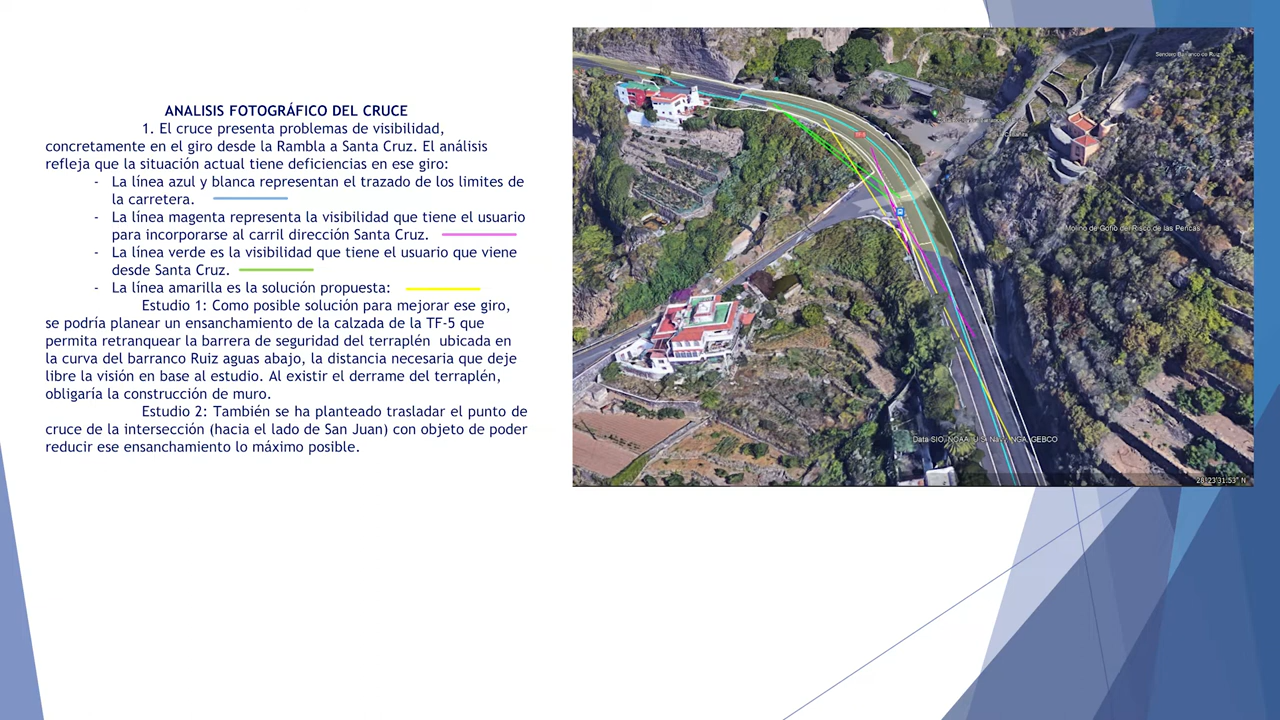 ANALISIS FOTOGRÁFICO DEL CRUCE
1. El cruce presenta problemas de visibilidad,
concretamente en el giro desde la Rambla a Santa Cruz. El análisis
refleja que la situación actual tiene deficiencias en ese giro:
- La línea azul y blanca representan el trazado de los limites de
la carretera.
- La línea magenta representa la visibilidad que tiene el usuario
para incorporarse al carril dirección Santa Cruz.
- La línea verde es la visibilidad que tiene el usuario que viene
desde Santa Cruz.
- La línea amarilla es la solución propuesta:
Estudio 1: Como posible solución para mejorar ese giro,
se podría planear un ensanchamiento de la calzada de la TF-5 que
permita retranquear la barrera de seguridad del terraplén ubicada en
la curva del barranco Ruiz aguas abajo, la distancia necesaria que deje
libre la visión en base al estudio. Al existir el derrame del terraplén,
obligaría la construcción de muro.
Estudio 2: También se ha planteado trasladar el punto de
cruce de la intersección (hacia el lado de San Juan) con objeto de poder
reducir ese ensanchamiento lo máximo posible.
Sendero Barranco de Ruiz
Molino de Gofio del Risco de las Pencas
Data SIO, NOAA, U.S. Navy, NGA, GEBCO
28°23'31.53" N